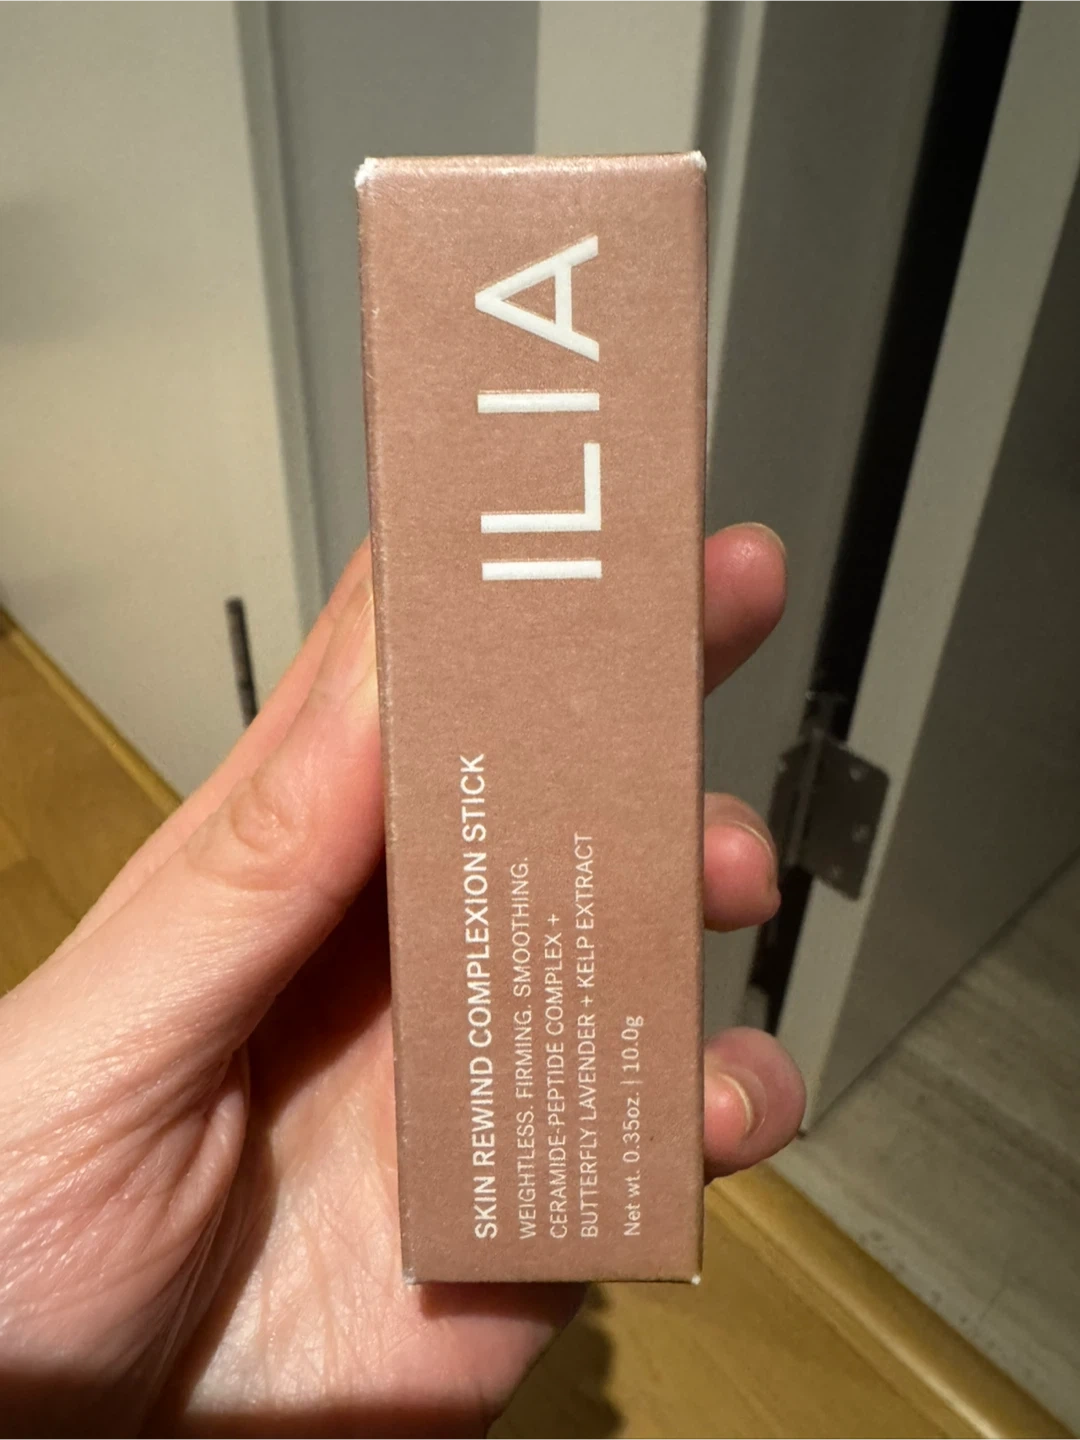 ILIA
SKIN REWIND COMPLEXION STICK
WEIGHTLESS. FIRMING. SMOOTHING.
CERAMIDE-PEPTIDE COMPLEX +
BUTTERFLY LAVENDER + KELP EXTRACT
Net wt. 0.35oz. | 10.0g